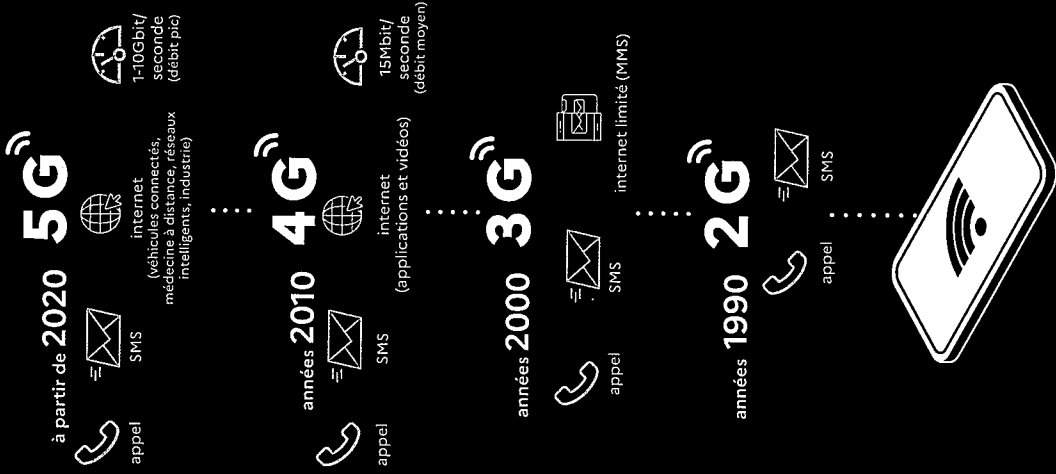 à partir de 2020 5G
appel
SMS
internet
(véhicules connectés,
médecine à distance, réseaux
intelligents, industrie)
1-10Gbit/
seconde
(débit pic)
années 2010 4G
appel
SMS
internet
(applications et vidéos)
15Mbit/
seconde
(débit moyen)
années 2000 3G
appel
SMS
internet limité (MMS)
années 1990 2G
appel
SMS